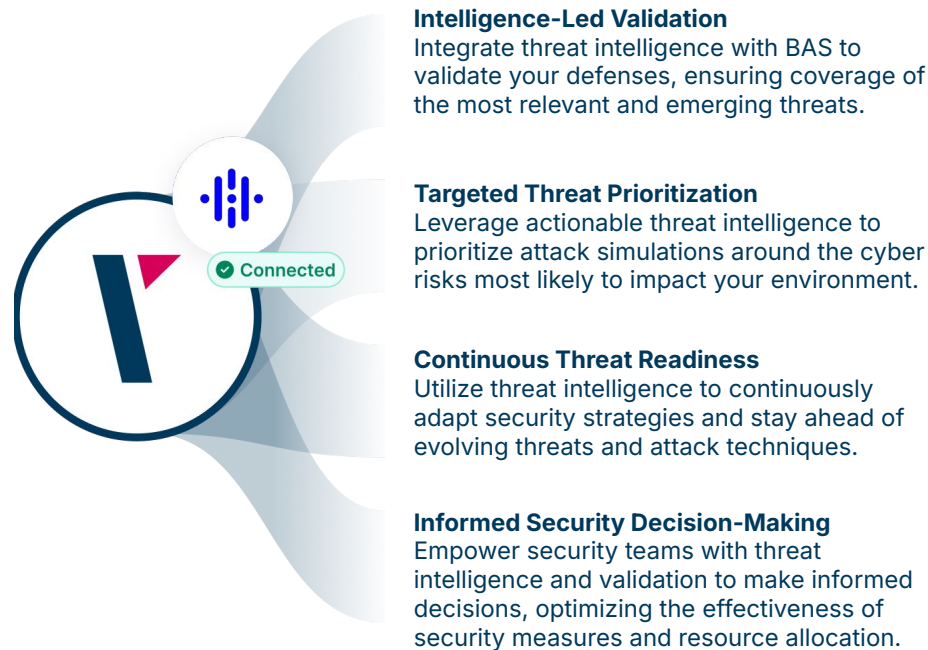 Intelligence-Led Validation
Integrate threat intelligence with BAS to
validate your defenses, ensuring coverage of
the most relevant and emerging threats.
Targeted Threat Prioritization
Leverage actionable threat intelligence to
prioritize attack simulations around the cyber
risks most likely to impact your environment.
Connected
Continuous Threat Readiness
Utilize threat intelligence to continuously
adapt security strategies and stay ahead of
evolving threats and attack techniques.
Informed Security Decision-Making
Empower security teams with threat
intelligence and validation to make informed
decisions, optimizing the effectiveness of
security measures and resource allocation.